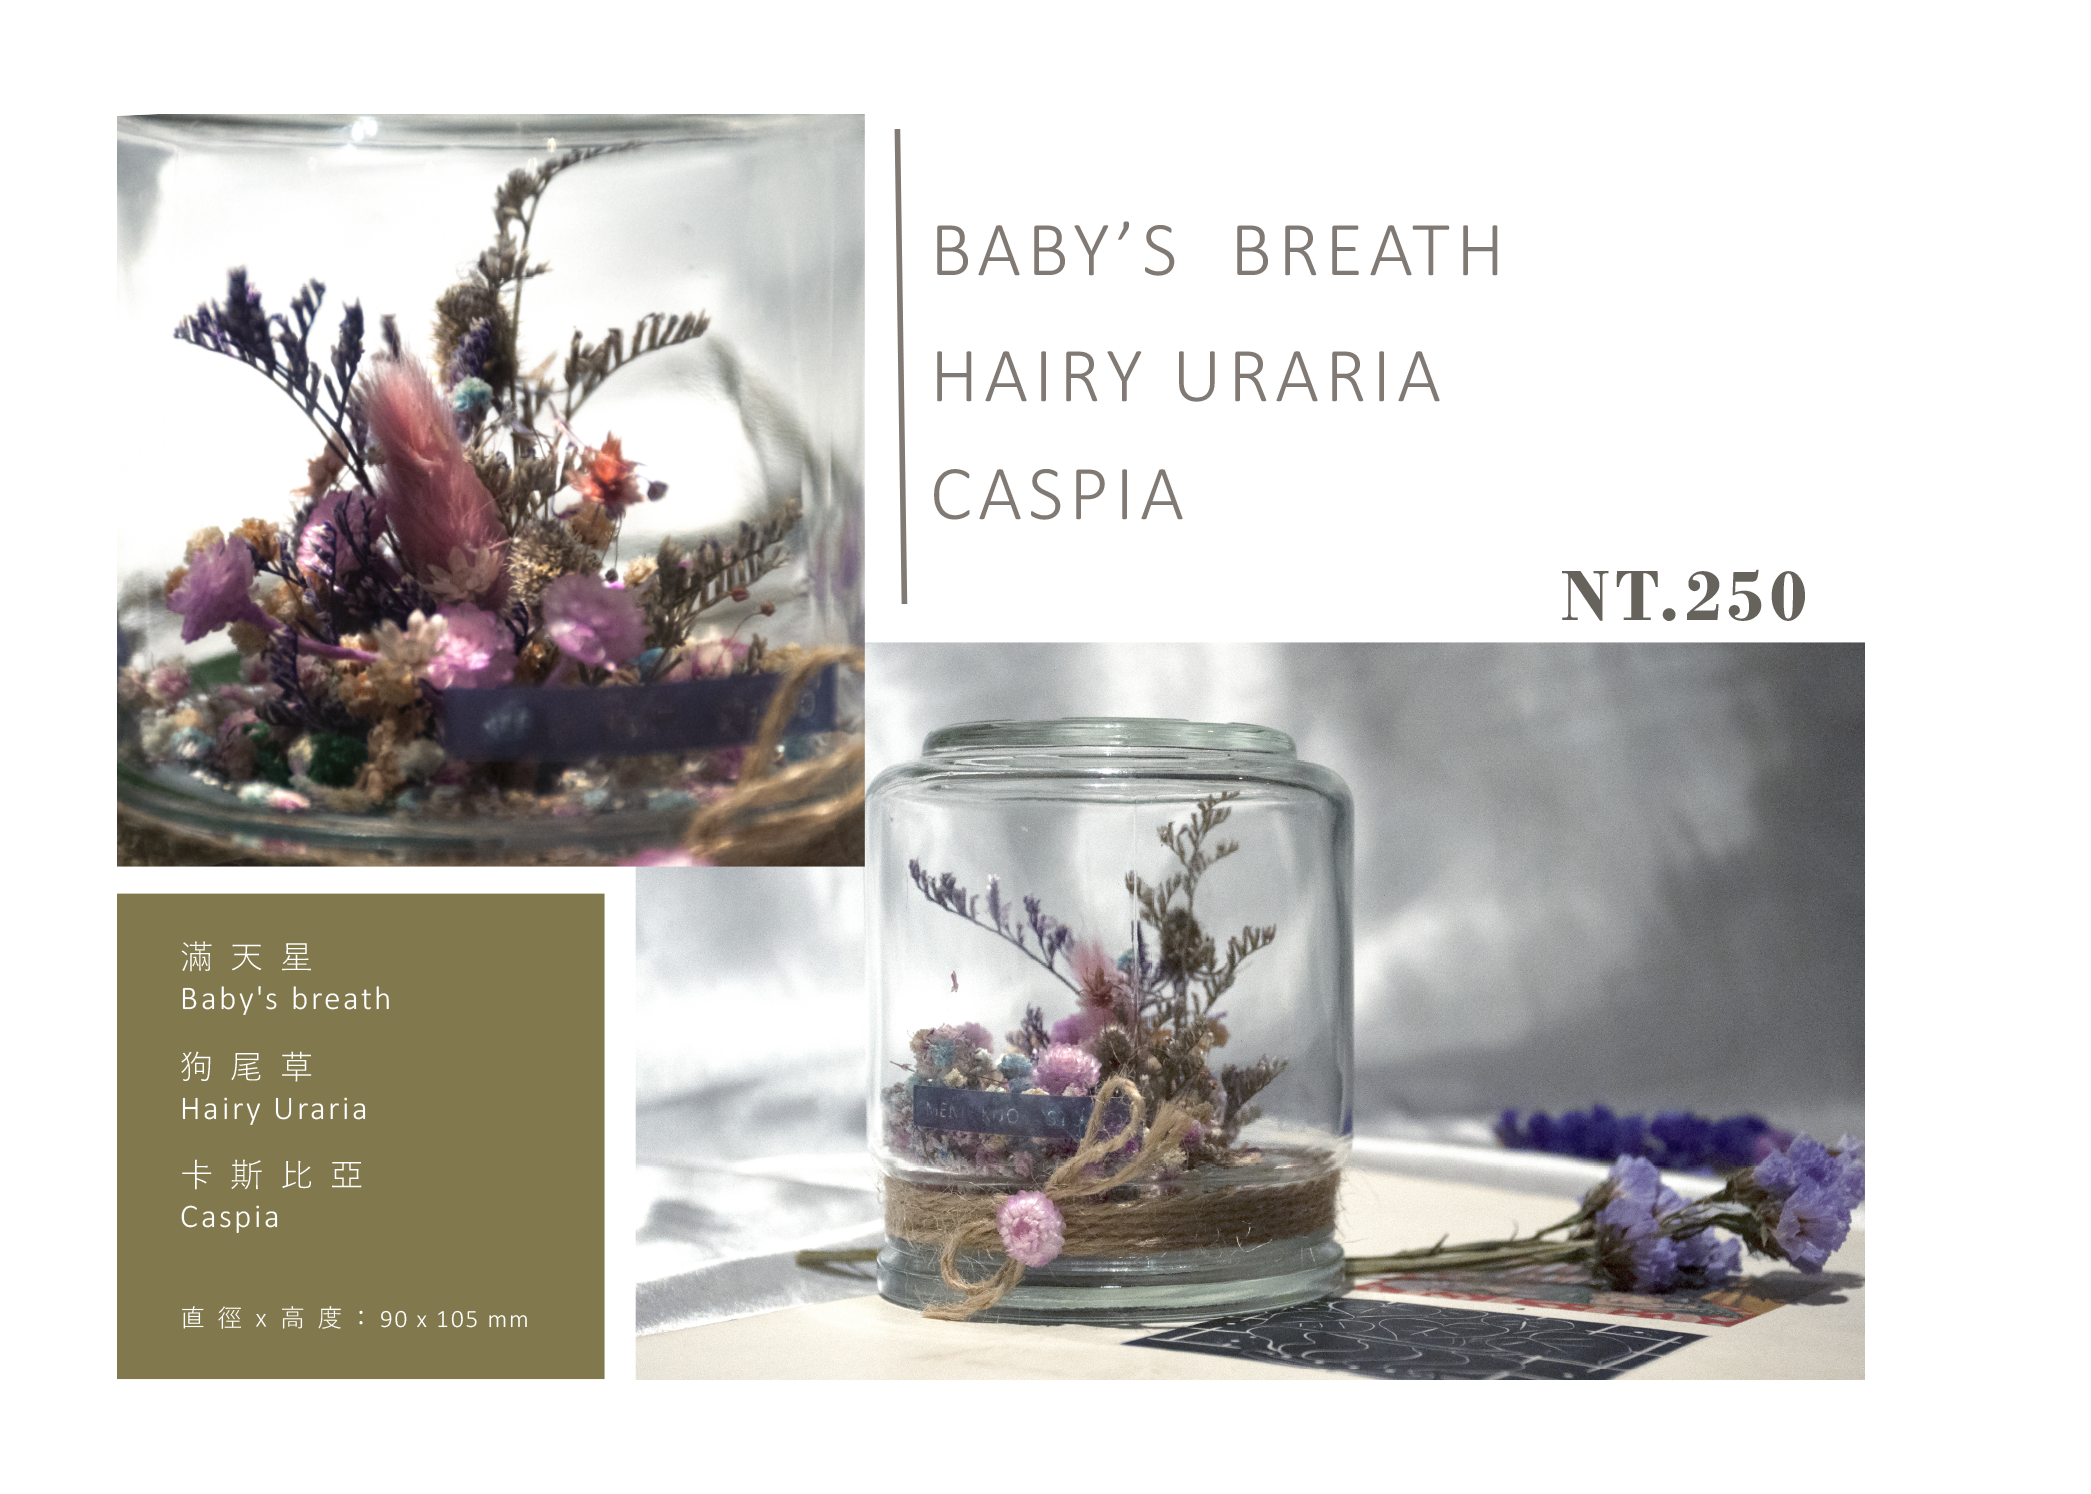 BABY’S BREATH
HAIRY URARIA
CASPIA
NT.250
滿天星
Baby's breath
狗尾草
Hairy Uraria
卡斯比亞
Caspia
直徑 x 高度：90 x 105 mm